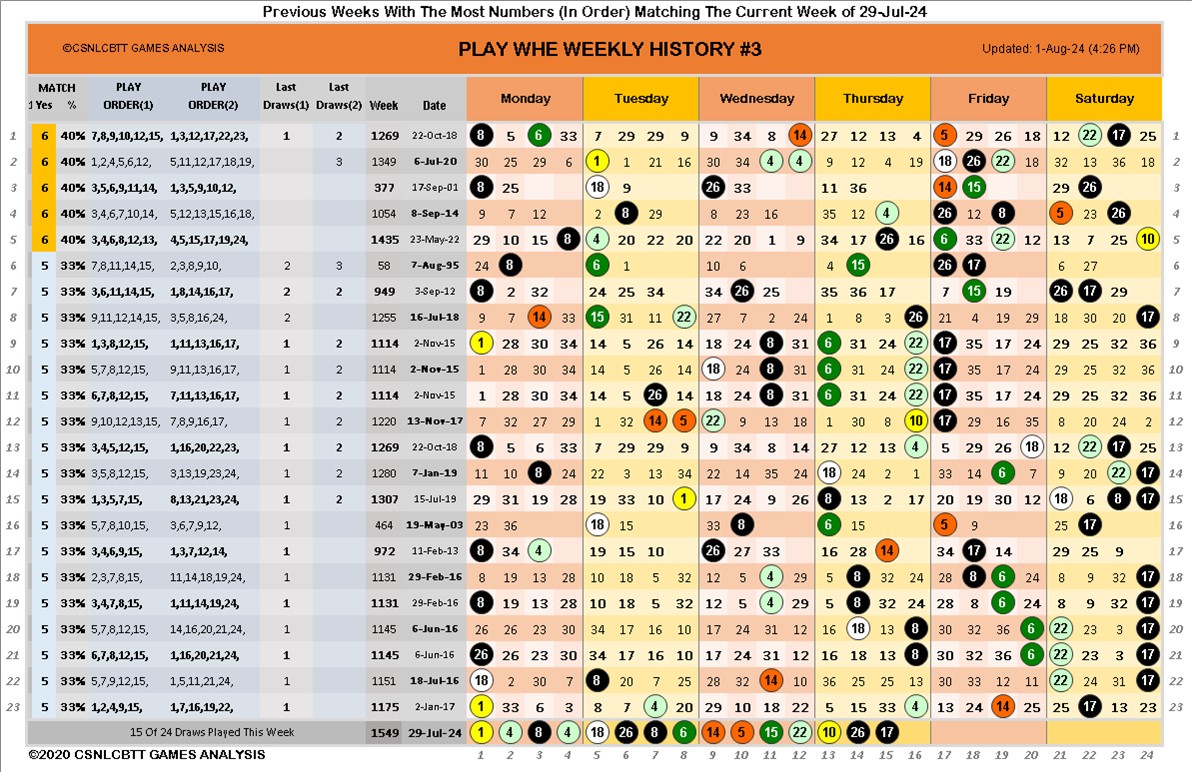 Previous Weeks With The Most Numbers (In Order) Matching The Current Week of 29-Jul-24
©CSNLCBTT GAMES ANALYSIS PLAY WHE WEEKLY HISTORY #3 Updated: 1-Aug-24 (4:26 PM)
MATCH PLAY PLAY Last Last
1 Yes % ORDER(1) ORDER(2) Draws(1) Draws(2) Week Date Monday Tuesday Wednesday Thursday Friday Saturday
1 6 40% 7,8,9,10,12,15, 1,3,12,17,22,23, 1 2 1269 22-Oct-18 8 5 6 33 7 29 29 9 9 34 8 12 27 12 13 4 5 29 26 18 12 22 17 25 1
2 6 40% 1,2,4,5,6,12, 5,11,12,17,18,19, 3 1349 6-Jul-20 30 25 29 6 1 1 21 16 30 34 4 4 9 12 4 19 18 26 22 18 32 13 36 18 2
3 6 40% 3,5,6,9,11,14, 1,3,5,9,10,12, 377 17-Sep-01 8 25 18 9 26 33 11 36 14 15 29 26 3
4 6 40% 3,4,6,7,10,14, 5,12,13,15,16,18, 1054 8-Sep-14 9 7 12 2 8 29 8 23 16 35 12 4 26 12 8 5 23 26 4
5 6 40% 3,4,6,8,12,13, 4,5,15,17,19,24, 1435 23-May-22 29 10 15 8 4 20 22 20 22 20 1 9 34 17 26 16 6 33 22 12 13 7 25 10 5
6 5 33% 7,8,11,14,15, 2,3,8,9,10, 2 3 58 7-Aug-95 24 8 6 1 10 6 4 15 26 17 6 27 6
7 5 33% 3,6,11,14,15, 1,8,14,16,17, 2 2 949 3-Sep-12 8 2 32 24 25 34 34 26 25 35 36 17 7 15 19 26 17 29 7
8 5 33% 9,11,12,14,15, 3,5,8,16,24, 2 1255 16-Jul-18 9 7 14 33 15 31 11 22 27 7 2 24 1 8 3 26 21 4 19 24 18 30 20 17 8
9 5 33% 1,3,8,12,15, 1,11,13,16,17, 1 2 1114 2-Nov-15 1 28 30 34 14 5 26 14 18 24 8 31 6 31 24 22 17 35 17 24 29 25 32 36 9
10 5 33% 5,7,8,12,15, 9,11,13,16,17, 1 2 1114 2-Nov-15 1 28 30 34 14 5 26 14 18 24 8 31 6 31 24 22 17 35 17 24 29 25 32 36 10
11 5 33% 6,7,8,12,15, 7,11,13,16,17, 1 2 1114 2-Nov-15 1 28 30 34 14 5 26 14 18 24 8 31 6 31 24 22 17 35 17 24 29 25 32 36 11
12 5 33% 9,10,12,13,15, 7,8,9,16,17, 1 2 1220 13-Nov-17 7 32 27 29 1 32 14 5 22 9 13 18 1 30 8 10 17 29 16 35 8 20 24 2 12
13 5 33% 3,4,5,12,15, 1,16,20,22,23, 1 2 1269 22-Oct-18 8 5 6 33 7 29 29 9 9 34 8 14 27 12 13 4 5 29 26 18 12 22 17 25 13
14 5 33% 3,5,8,12,15, 3,13,19,23,24, 1 2 1280 7-Jan-19 11 10 8 24 22 3 13 34 22 14 35 24 18 24 2 1 33 14 6 7 9 20 22 17 14
15 5 33% 1,3,5,7,15, 8,13,21,23,24, 1 2 1307 15-Jul-19 29 31 19 28 19 33 10 1 17 24 9 26 8 13 2 17 20 19 30 12 18 6 8 17 15
16 5 33% 5,7,8,10,15, 3,6,7,9,12, 1 464 19-May-03 23 36 18 15 33 8 6 15 5 9 25 17 16
17 5 33% 3,4,6,9,15, 1,3,7,12,14, 1 972 11-Feb-13 8 34 4 19 15 10 26 27 33 16 28 14 34 17 14 29 25 9 17
18 5 33% 2,3,7,8,15, 11,14,18,19,24, 1 1131 29-Feb-16 8 19 13 28 10 18 5 32 12 5 4 29 5 8 32 24 28 8 6 24 8 9 32 17 18
19 5 33% 3,4,7,8,15, 1,11,14,19,24, 1 1131 29-Feb-16 8 19 13 28 10 18 5 32 12 5 4 29 5 8 32 24 28 8 6 24 8 9 32 17 19
20 5 33% 5,7,8,12,15, 14,16,20,21,24, 1 1145 6-Jun-16 26 26 23 30 34 17 16 10 17 24 31 12 16 18 13 8 30 32 36 6 22 23 3 17 20
21 5 33% 6,7,8,12,15, 1,16,20,21,24, 1 1145 6-Jun-16 26 26 23 30 34 17 16 10 17 24 31 12 16 18 13 8 30 32 36 6 22 23 3 17 21
22 5 33% 5,7,9,12,15, 1,5,11,21,24, 1 1151 18-Jul-16 18 2 30 7 8 20 7 25 28 32 14 10 36 25 25 13 30 33 12 11 22 24 31 17 22
23 5 33% 1,2,4,9,15, 1,7,16,19,22, 1 1175 2-Jan-17 1 33 6 3 8 7 4 20 29 10 18 22 5 15 33 4 13 24 14 25 25 17 13 23 23
15 Of 24 Draws Played This Week 1549 29-Jul-24 1 4 8 4 18 26 8 6 14 5 15 22 10 26 17
©2020 CSNLCBTT GAMES ANALYSIS 1 2 3 4 5 6 7 8 9 10 11 12 13 14 15 16 17 18 19 20 21 22 23 24